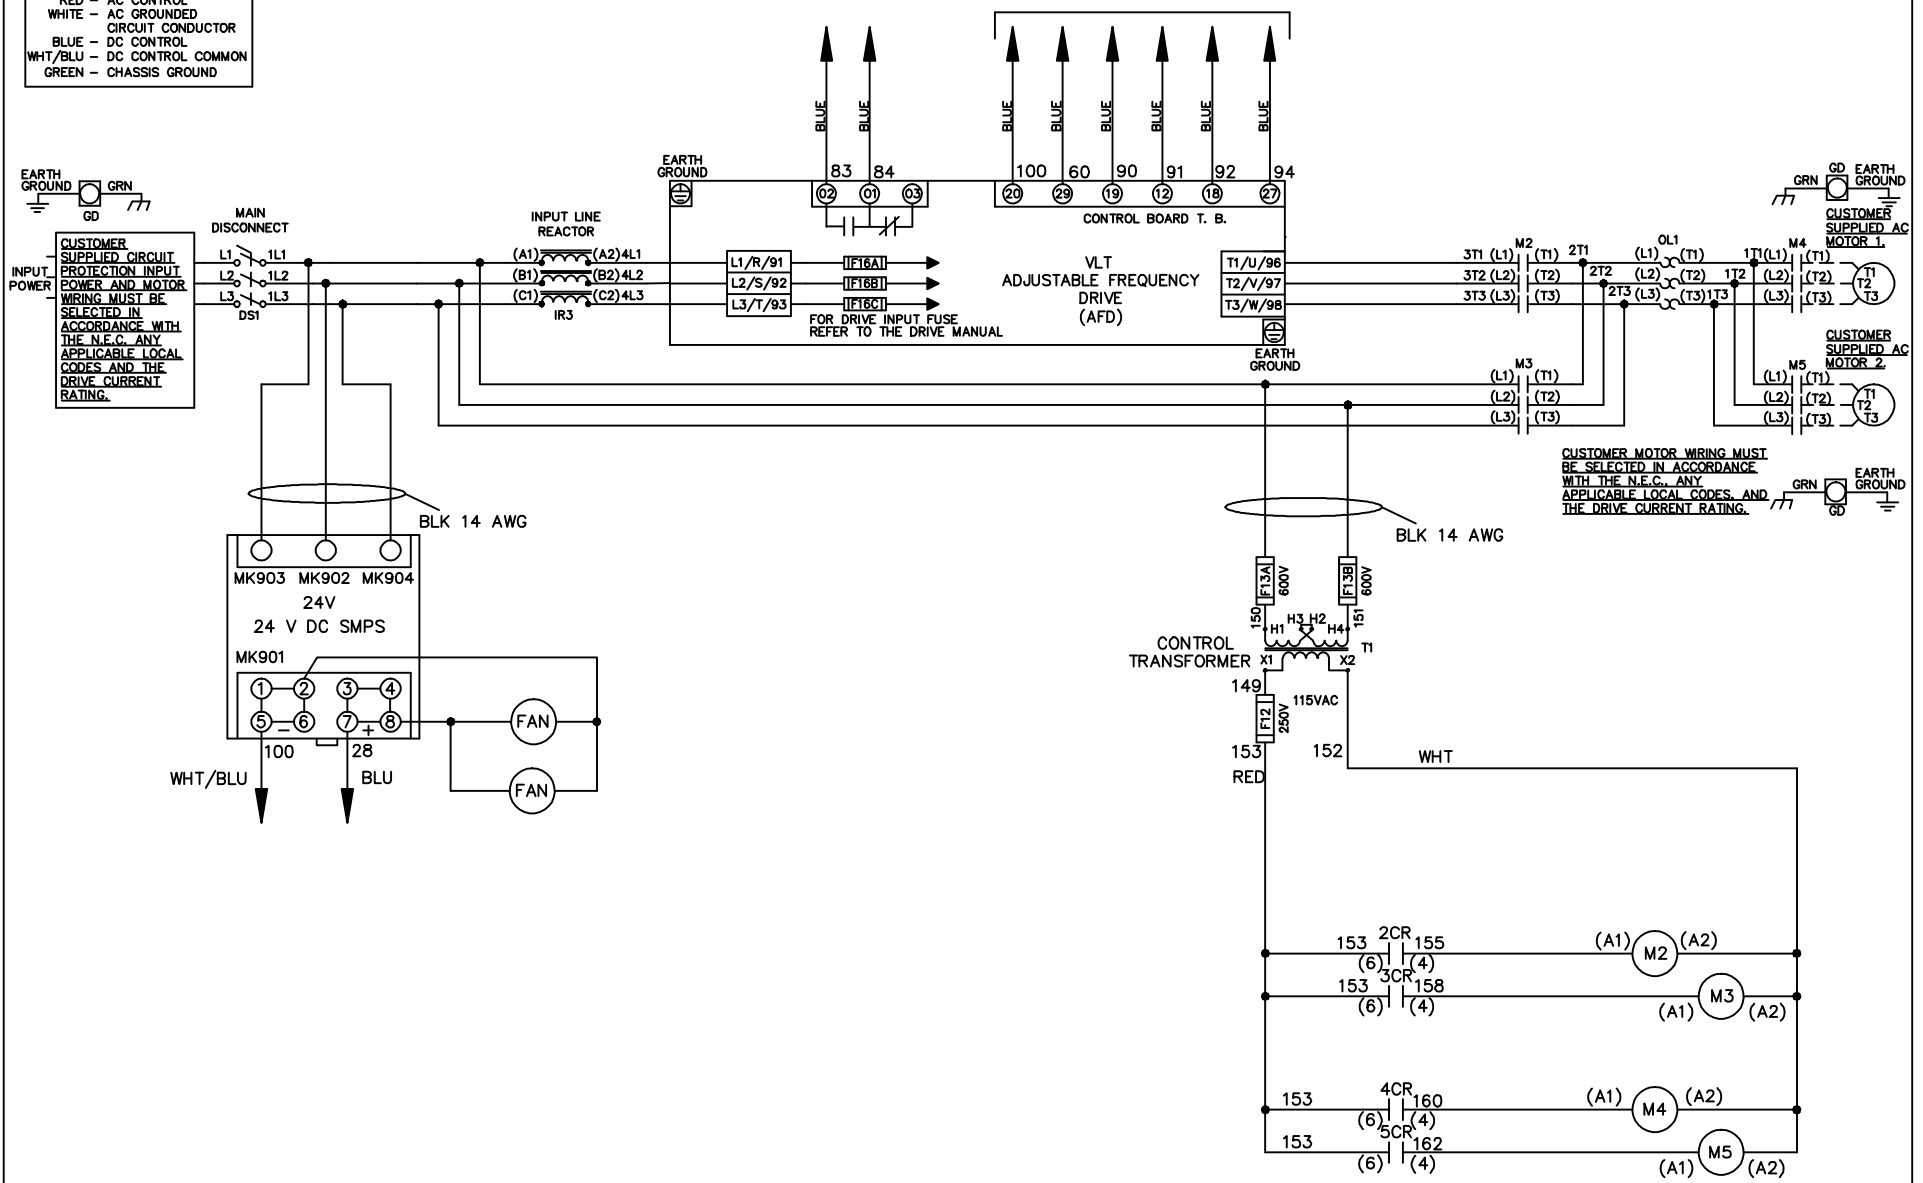 RED – AC CONTROL
WHITE – AC GROUNDED
CIRCUIT CONDUCTOR
BLUE – DC CONTROL
WHT/BLU – DC CONTROL COMMON
GREEN – CHASSIS GROUND
BLUE
BLUE
BLUE
BLUE
BLUE
BLUE
BLUE
BLUE
EARTH
GROUND
GRN
GD
MAIN
DISCONNECT
L1 1L1
L2 1L2
L3 1L3
DS1
INPUT
POWER
CUSTOMER
SUPPLIED CIRCUIT
PROTECTION INPUT
POWER AND MOTOR
WIRING MUST BE
SELECTED IN
ACCORDANCE WITH
THE N.E.C. ANY
APPLICABLE LOCAL
CODES AND THE
DRIVE CURRENT
RATING.
INPUT LINE
REACTOR
(A1) (A2) 4L1
(B1) (B2) 4L2
(C1) (C2) 4L3
IR3
EARTH
GROUND
83 84
02 01 03
100 60 90 91 92 94
20 29 19 12 18 27
CONTROL BOARD T. B.
L1/R/91
L2/S/92
L3/T/93
F16A
F16B
F16C
FOR DRIVE INPUT FUSE
REFER TO THE DRIVE MANUAL
VLT
ADJUSTABLE FREQUENCY
DRIVE
(AFD)
T1/U/96
T2/V/97
T3/W/98
EARTH
GROUND
M2
3T1 (L1) (T1) 2T1
3T2 (L2) (T2) 2T2
3T3 (L3) (T3) 2T3
OL1
(L1) (T1) 1T1
(L2) (T2) 1T2
(L3) (T3) 1T3
M4
(L1) (T1)
(L2) (T2)
(L3) (T3)
T1
T2
T3
GRN
GD
EARTH
GROUND
CUSTOMER
SUPPLIED AC
MOTOR 1.
M3
(L1) (T1)
(L2) (T2)
(L3) (T3)
CUSTOMER
SUPPLIED AC
MOTOR 2.
M5
(L1) (T1)
(L2) (T2)
(L3) (T3)
T1
T2
T3
CUSTOMER MOTOR WIRING MUST
BE SELECTED IN ACCORDANCE
WITH THE N.E.C., ANY
APPLICABLE LOCAL CODES, AND
THE DRIVE CURRENT RATING.
GRN
GD
EARTH
GROUND
BLK 14 AWG
MK903 MK902 MK904
24V
24 V DC SMPS
MK901
1 2 3 4
5 6 7 8
– +
100 28
WHT/BLU BLU
FAN
FAN
BLK 14 AWG
F13A
600V
F13B
600V
150
151
H1 H3 H2 H4
CONTROL
TRANSFORMER
T1
X1 X2
149
115VAC
F12
250V
153
RED
152
WHT
2CR
153 155
(6) (4)
(A1) M2 (A2)
3CR
153 158
(6) (4)
(A1) M3 (A2)
4CR
153 160
(6) (4)
(A1) M4 (A2)
5CR
153 162
(6) (4)
(A1) M5 (A2)